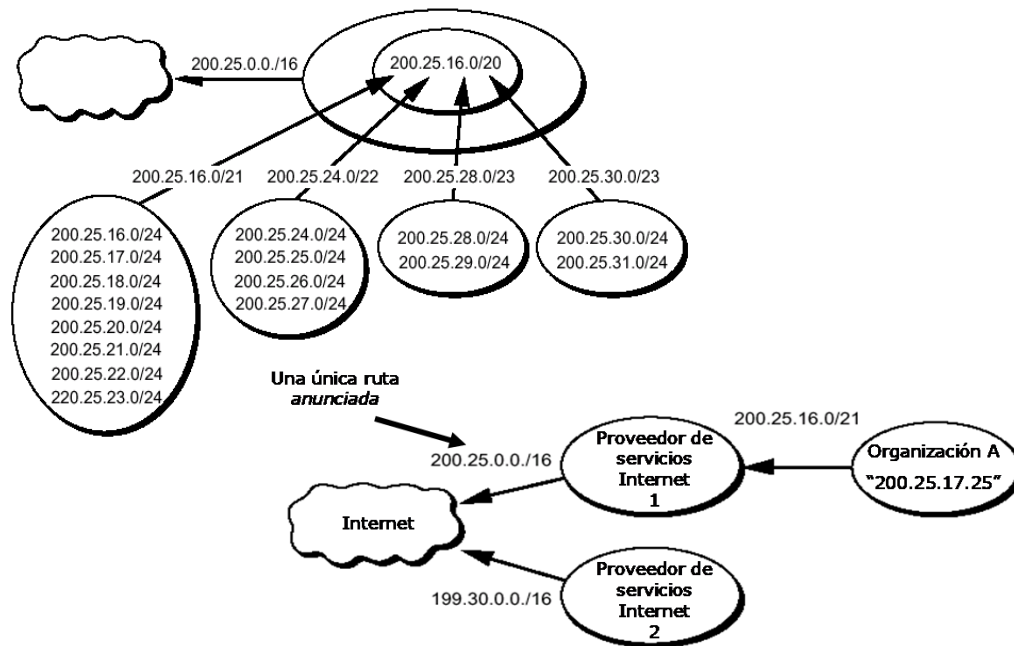 200.25.0.0./16
200.25.16.0/20
200.25.16.0/21
200.25.24.0/22
200.25.28.0/23
200.25.30.0/23
200.25.16.0/24
200.25.17.0/24
200.25.18.0/24
200.25.19.0/24
200.25.20.0/24
200.25.21.0/24
200.25.22.0/24
220.25.23.0/24
200.25.24.0/24
200.25.25.0/24
200.25.26.0/24
200.25.27.0/24
200.25.28.0/24
200.25.29.0/24
200.25.30.0/24
200.25.31.0/24
Una única ruta
anunciada
200.25.0.0./16
Proveedor de
servicios
Internet
1
200.25.16.0/21
Organización A
"200.25.17.25"
Internet
199.30.0.0./16
Proveedor de
servicios
Internet
2